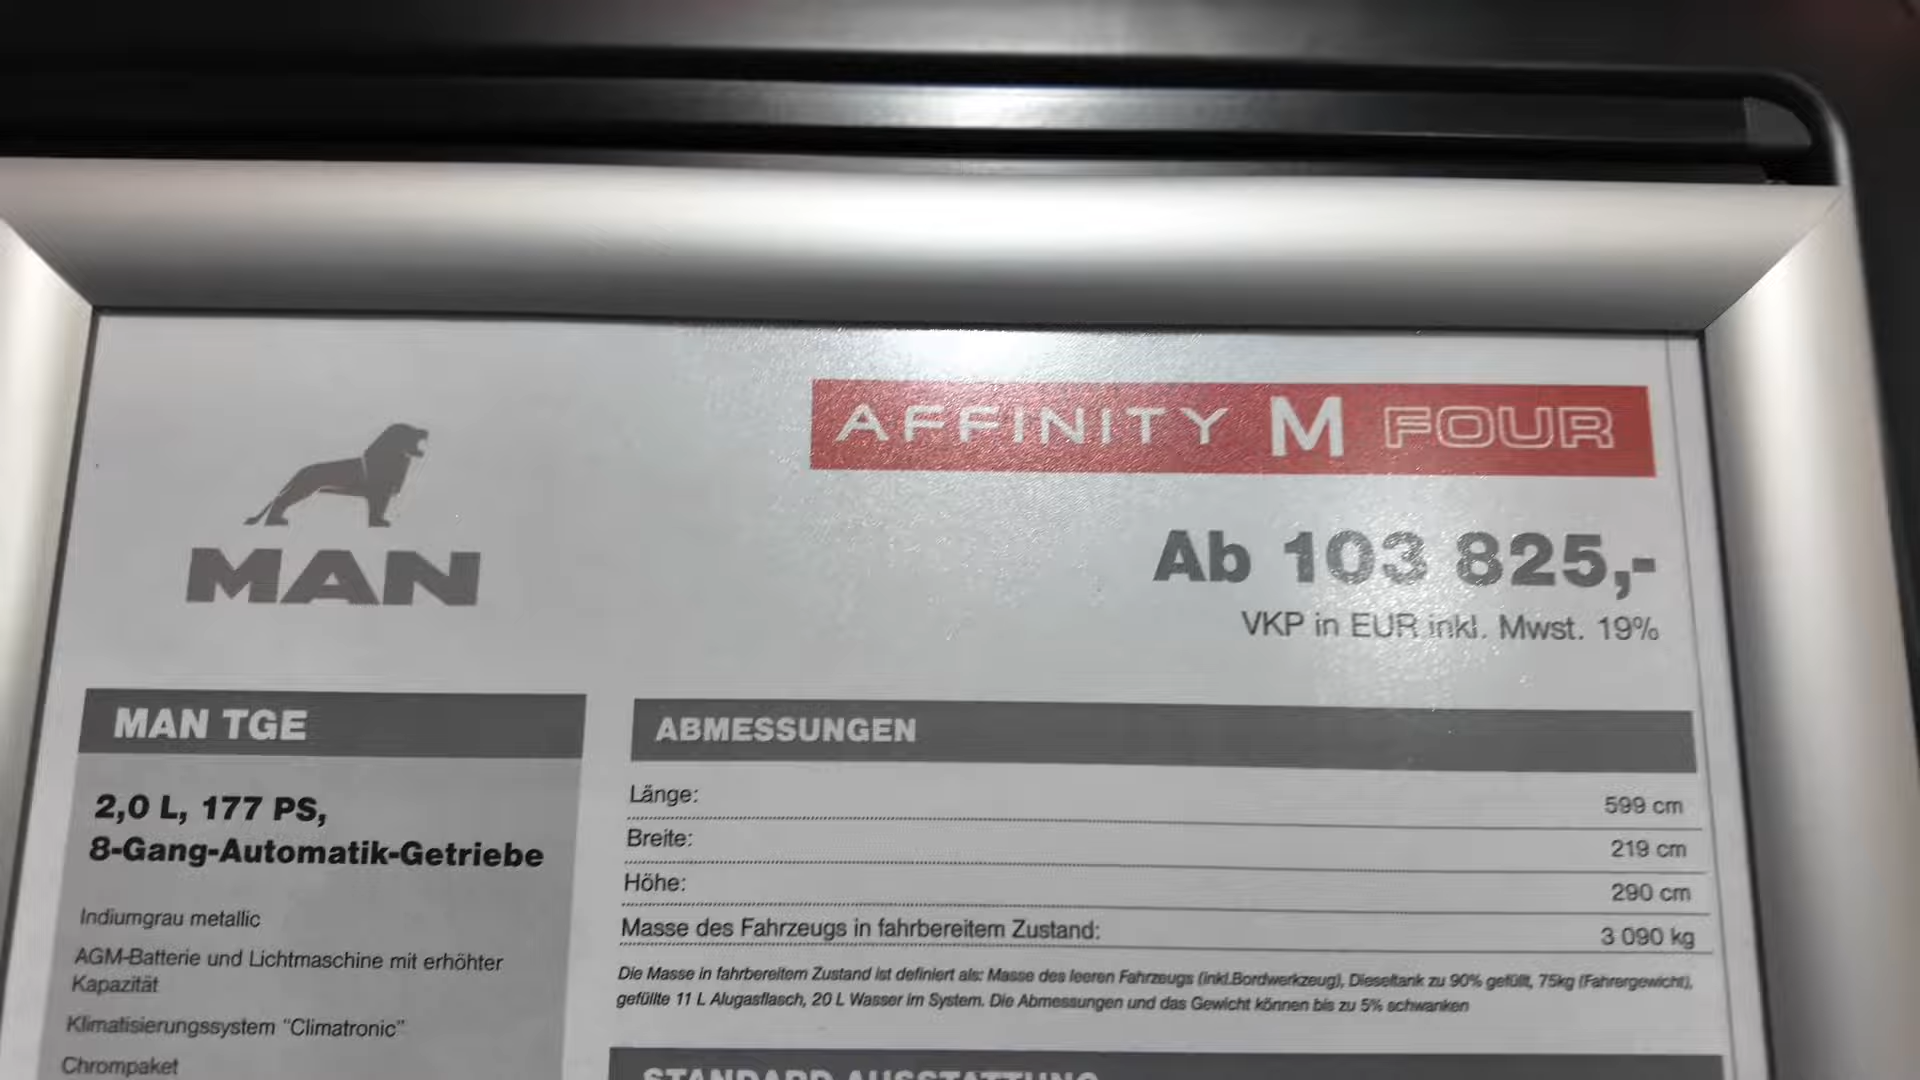 AFFINITY M FOUR
MAN
Ab 103 825,-
VKP in EUR inkl. Mwst. 19%
MAN TGE
2,0 L, 177 PS,
8-Gang-Automatik-Getriebe
Indiumgrau metallic
AGM-Batterie und Lichtmaschine mit erhöhter
Kapazität
Klimatisierungssystem "Climatronic"
Chrompaket
ABMESSUNGEN
Länge: 599 cm
Breite: 219 cm
Höhe: 290 cm
Masse des Fahrzeugs in fahrbereitem Zustand: 3 090 kg
Die Masse in fahrbereitem Zustand ist definiert als: Masse des leeren Fahrzeugs (inkl.Bordwerkzeug), Dieseltank zu 90% gefüllt, 75kg (Fahrergewicht),
gefüllte 11 L Alugasflasch, 20 L Wasser im System. Die Abmessungen und das Gewicht können bis zu 5% schwanken
STANDARD AUSSTATTUNG